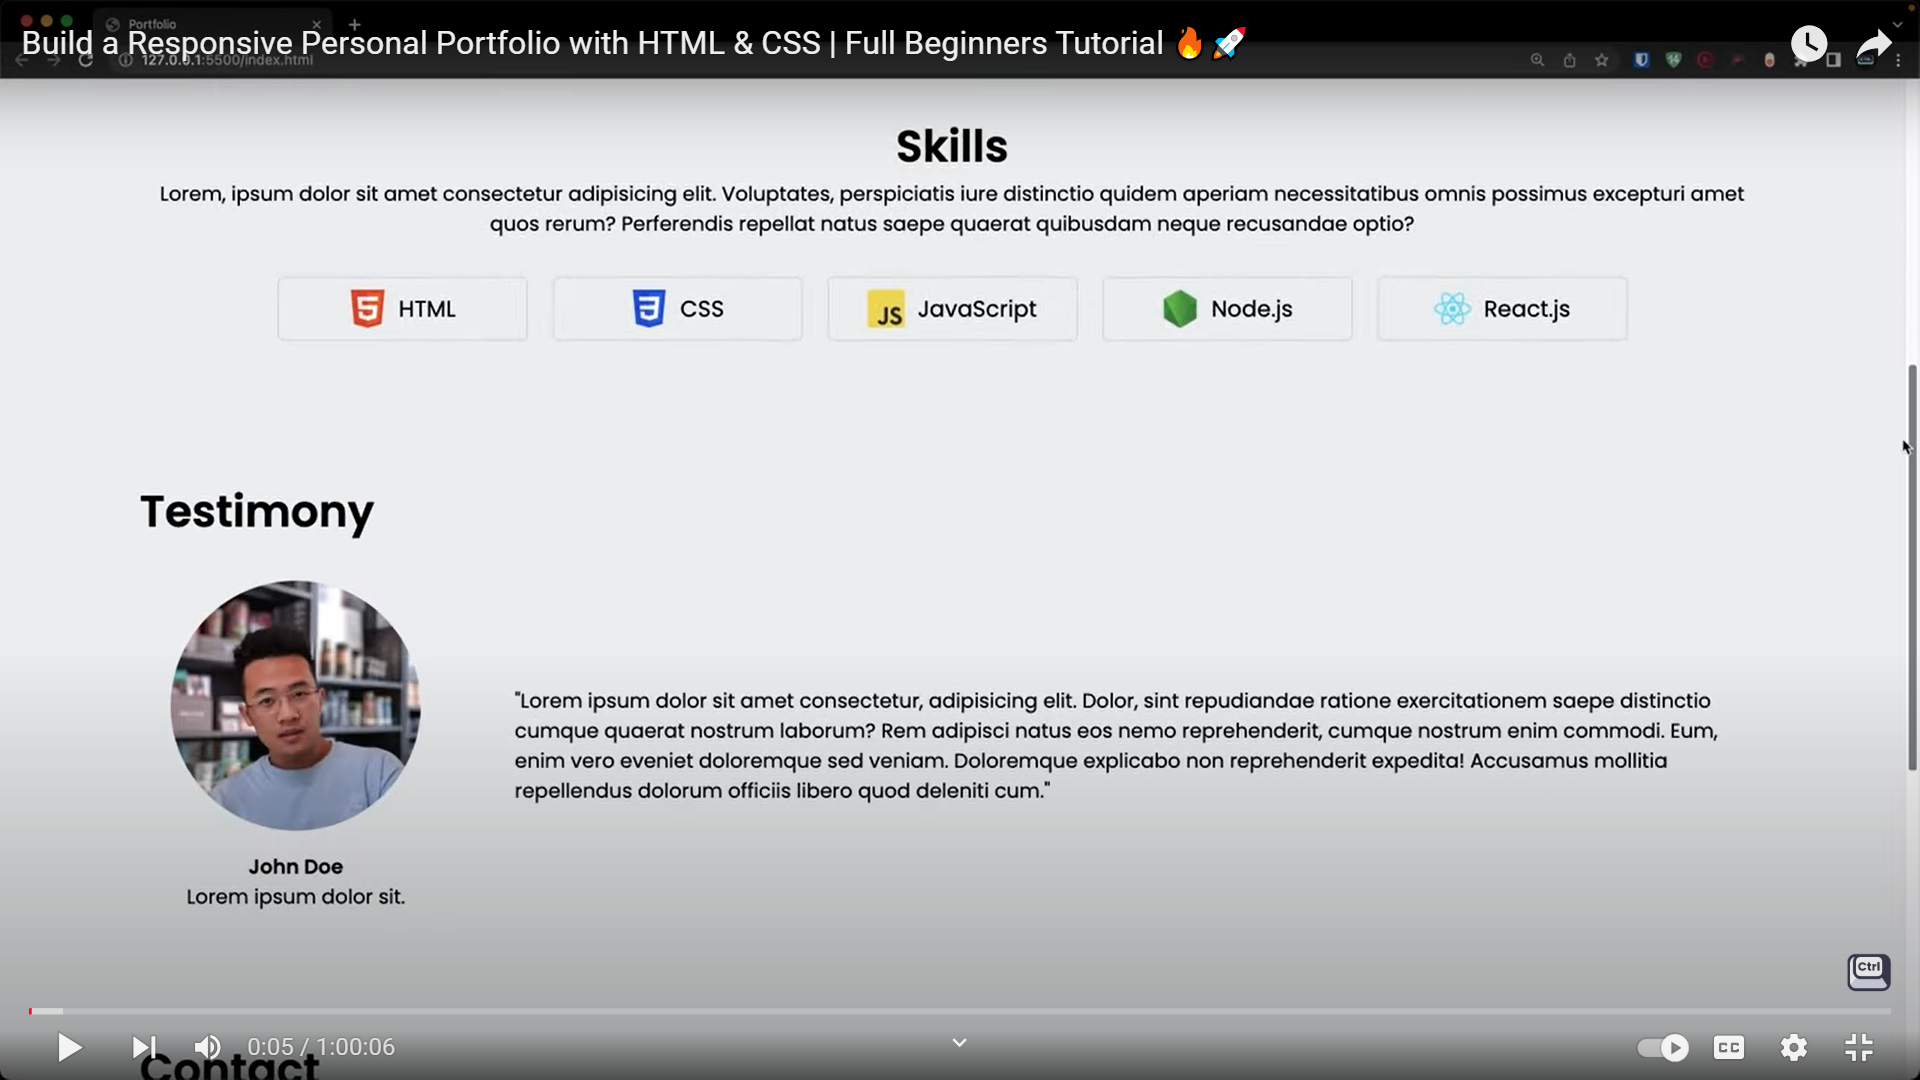 Portfolio
Build a Responsive Personal Portfolio with HTML & CSS | Full Beginners Tutorial 🔥🚀
127.0.0.1:5500/index.html
Skills
Lorem, ipsum dolor sit amet consectetur adipisicing elit. Voluptates, perspiciatis iure distinctio quidem aperiam necessitatibus omnis possimus excepturi amet
quos rerum? Perferendis repellat natus saepe quaerat quibusdam neque recusandae optio?
HTML
CSS
JS JavaScript
Node.js
React.js
Testimony
"Lorem ipsum dolor sit amet consectetur, adipisicing elit. Dolor, sint repudiandae ratione exercitationem saepe distinctio
cumque quaerat nostrum laborum? Rem adipisci natus eos nemo reprehenderit, cumque nostrum enim commodi. Eum,
enim vero eveniet doloremque sed veniam. Doloremque explicabo non reprehenderit expedita! Accusamus mollitia
repellendus dolorum officiis libero quod deleniti cum."
John Doe
Lorem ipsum dolor sit.
Ctrl
0:05 / 1:00:06
CC
Contact